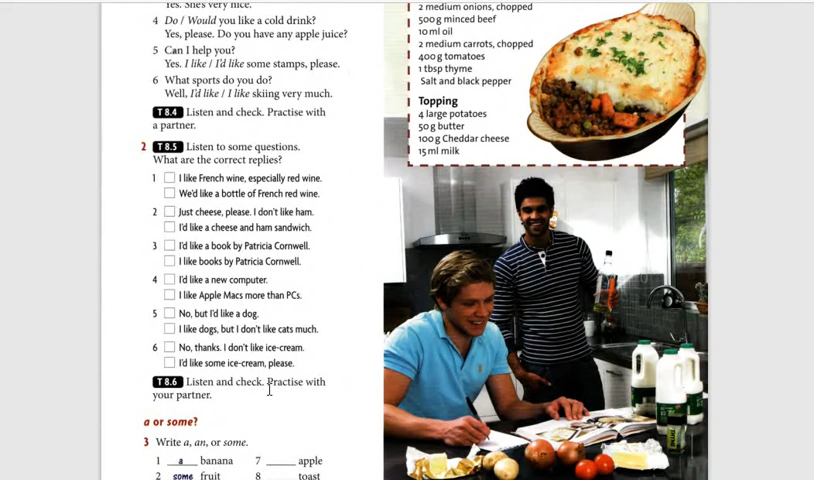 Yes. She's very nice.
4 Do / Would you like a cold drink?
Yes, please. Do you have any apple juice?
5 Can I help you?
Yes. I like / I'd like some stamps, please.
6 What sports do you do?
Well, I'd like / I like skiing very much.
T 8.4 Listen and check. Practise with
a partner.
2 T 8.5 Listen to some questions.
What are the correct replies?
1 I like French wine, especially red wine.
We'd like a bottle of French red wine.
2 Just cheese, please. I don't like ham.
I'd like a cheese and ham sandwich.
3 I'd like a book by Patricia Cornwell.
I like books by Patricia Cornwell.
4 I'd like a new computer.
I like Apple Macs more than PCs.
5 No, but I'd like a dog.
I like dogs, but I don't like cats much.
6 No, thanks. I don't like ice-cream.
I'd like some ice-cream, please.
T 8.6 Listen and check. Practise with
your partner.
a or some?
3 Write a, an, or some.
1 a banana
2 some fruit
7 ______ apple
8 ______ toast
2 medium onions, chopped
500 g minced beef
10 ml oil
2 medium carrots, chopped
400 g tomatoes
1 tbsp thyme
Salt and black pepper
Topping
4 large potatoes
50 g butter
100 g Cheddar cheese
15 ml milk